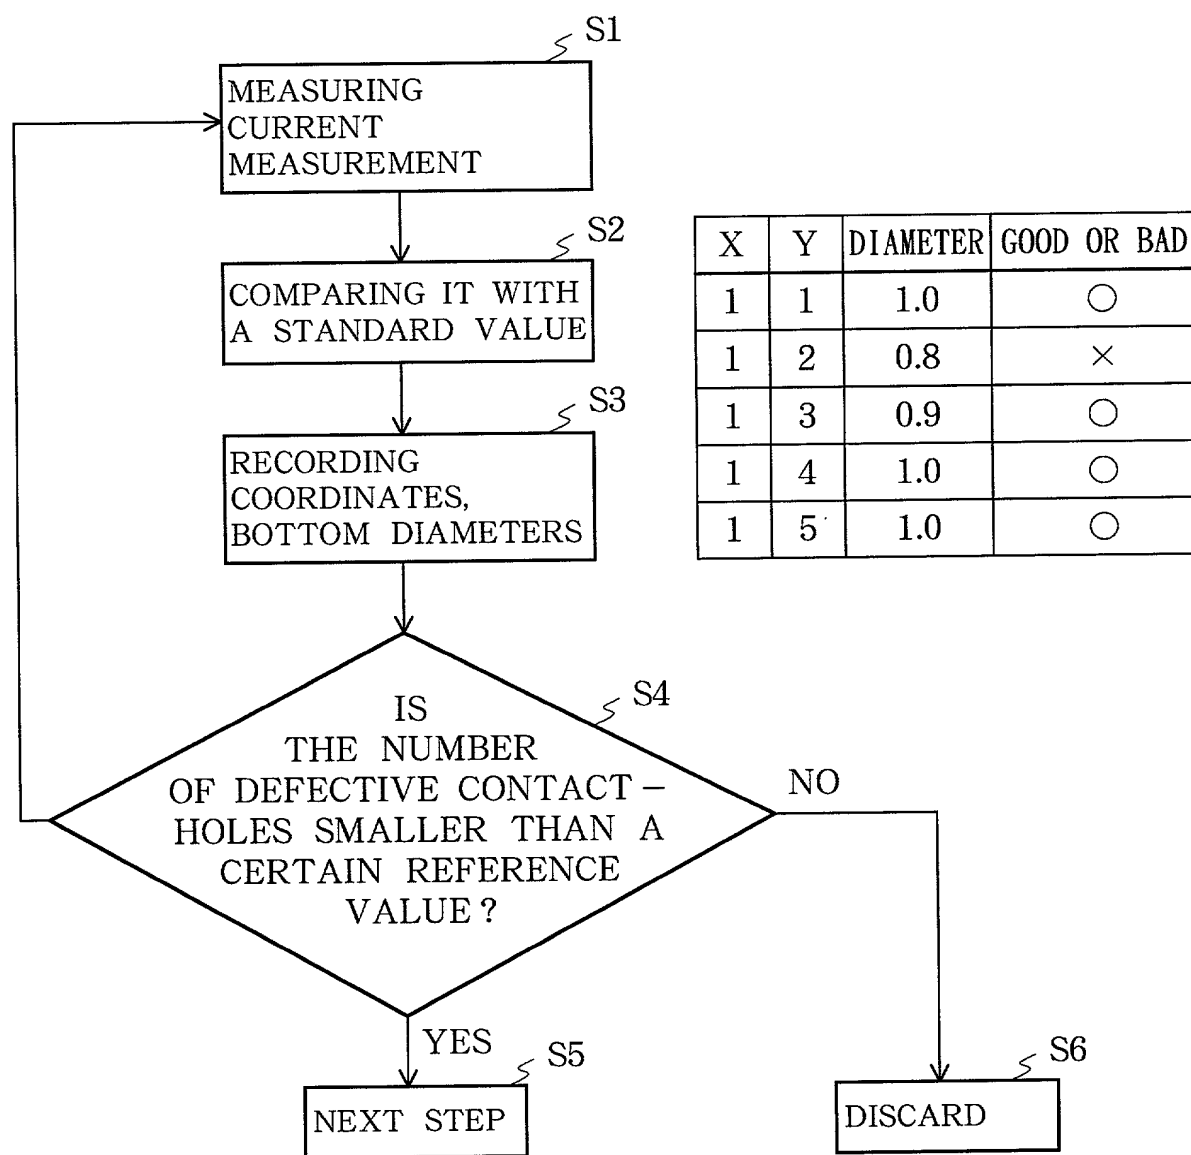 S1
MEASURING
CURRENT
MEASUREMENT
S2
COMPARING IT WITH
A STANDARD VALUE
S3
RECORDING
COORDINATES,
BOTTOM DIAMETERS
S4
IS
THE NUMBER
OF DEFECTIVE CONTACT－
HOLES SMALLER THAN A
CERTAIN REFERENCE
VALUE?
NO
YES
S5
NEXT STEP
S6
DISCARD
X Y DIAMETER GOOD OR BAD
1 1 1.0 ○
1 2 0.8 ×
1 3 0.9 ○
1 4 1.0 ○
1 5 1.0 ○